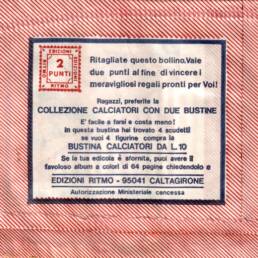 EDIZIONI
RITMO
2
PUNTI
RITMO
EDIZIONI
Ritagliate questo bollino. Vale
due punti al fine di vincere i
meravigliosi regali pronti per Voi!
Ragazzi, preferite la
COLLEZIONE CALCIATORI CON DUE BUSTINE
E' facile a farsi e costa meno!
in questa bustina hai trovato 4 scudetti
se vuoi 4 figurine compra la
BUSTINA CALCIATORI DA L.10
Se la tua edicola è sfornita, puoi avere il
favoloso album a colori di 64 pagine chiedendolo a
EDIZIONI RITMO - 95041 CALTAGIRONE
Autorizzazione Ministeriale concessa